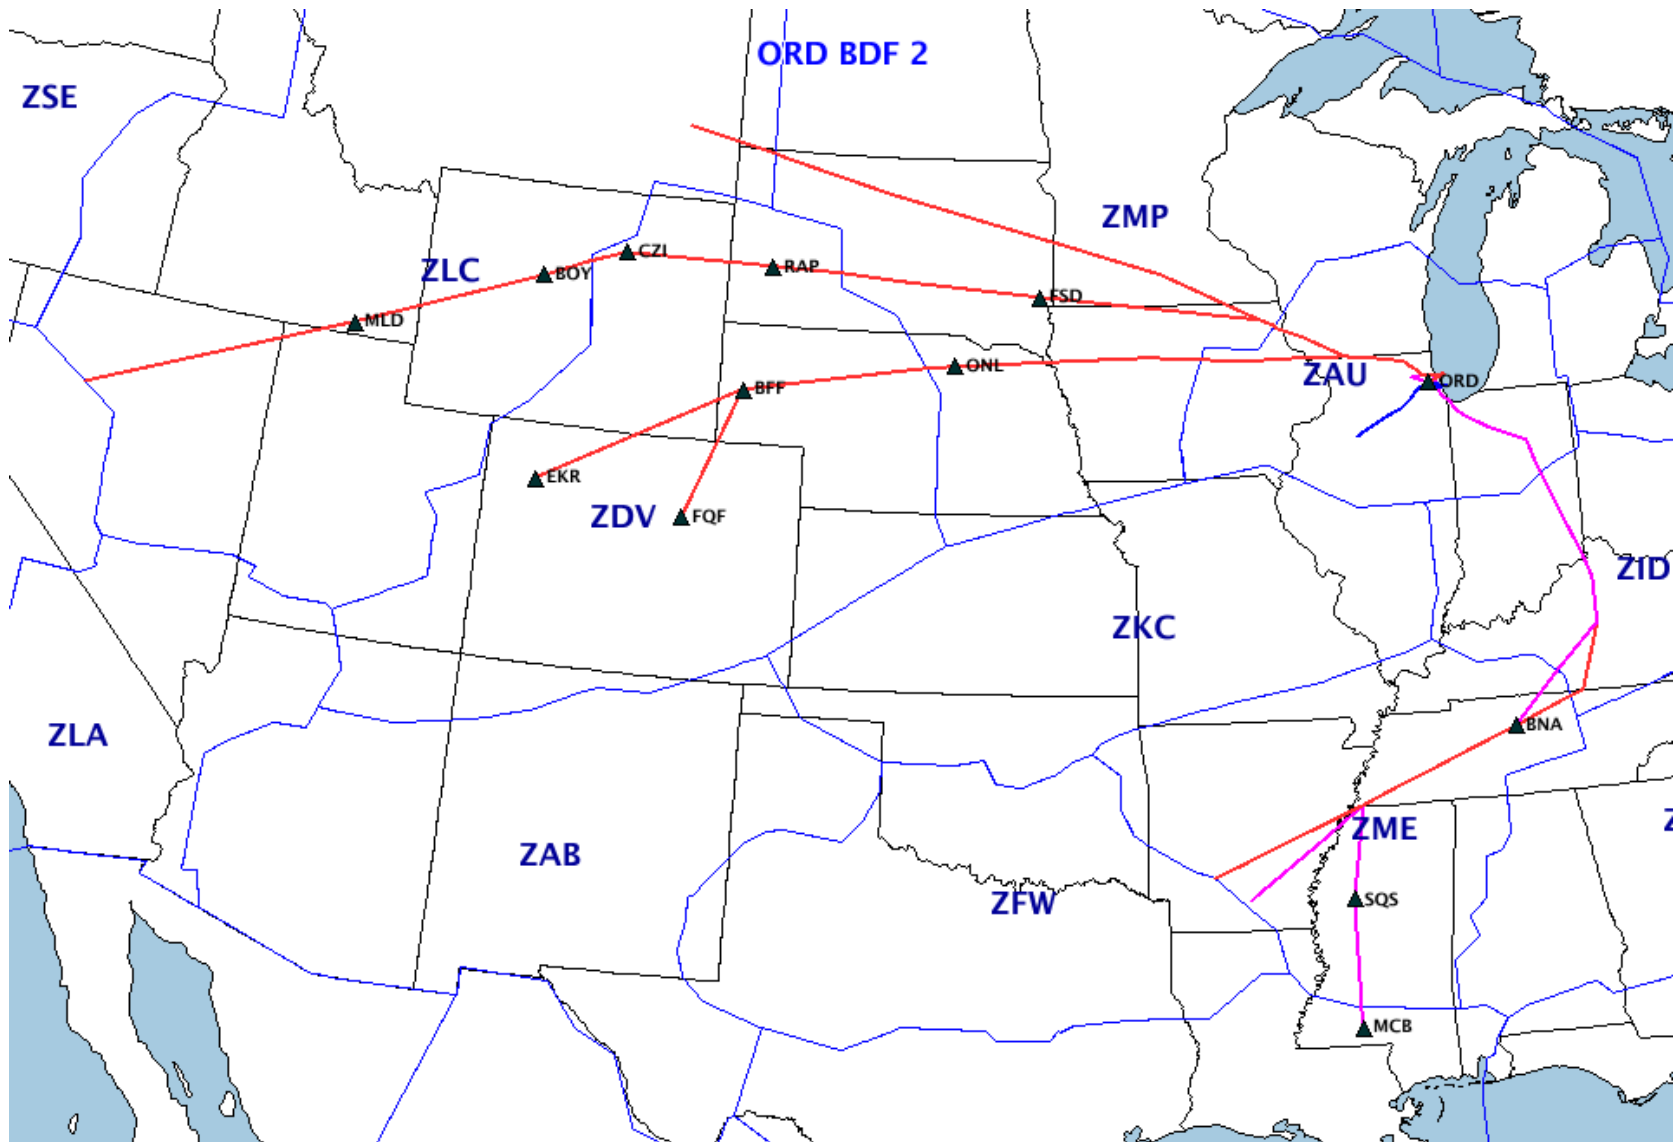 ORD BDF 2
ZSE
ZMP
CZI
ZLC
BOY
RAP
FSD
MLD
ONL
ZAU
ORD
BFF
EKR
ZDV
FQF
ZID
ZKC
BNA
ZLA
ZME
ZAB
ZFW
SQS
MCB